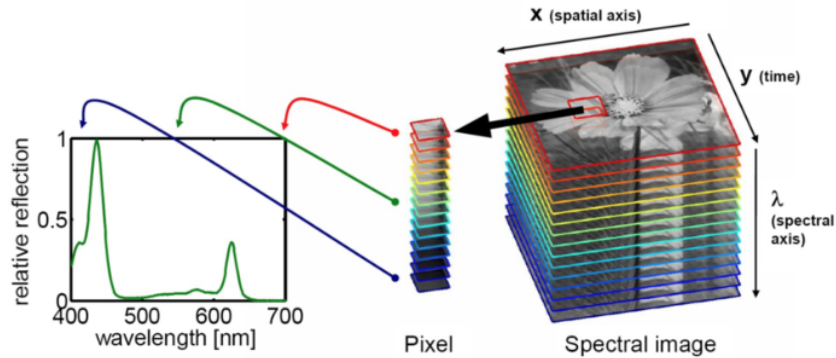 x (spatial axis)
y (time)
λ
(spectral
axis)
relative reflection
1
0.5
0
400
500
600
700
wavelength [nm]
Pixel
Spectral image